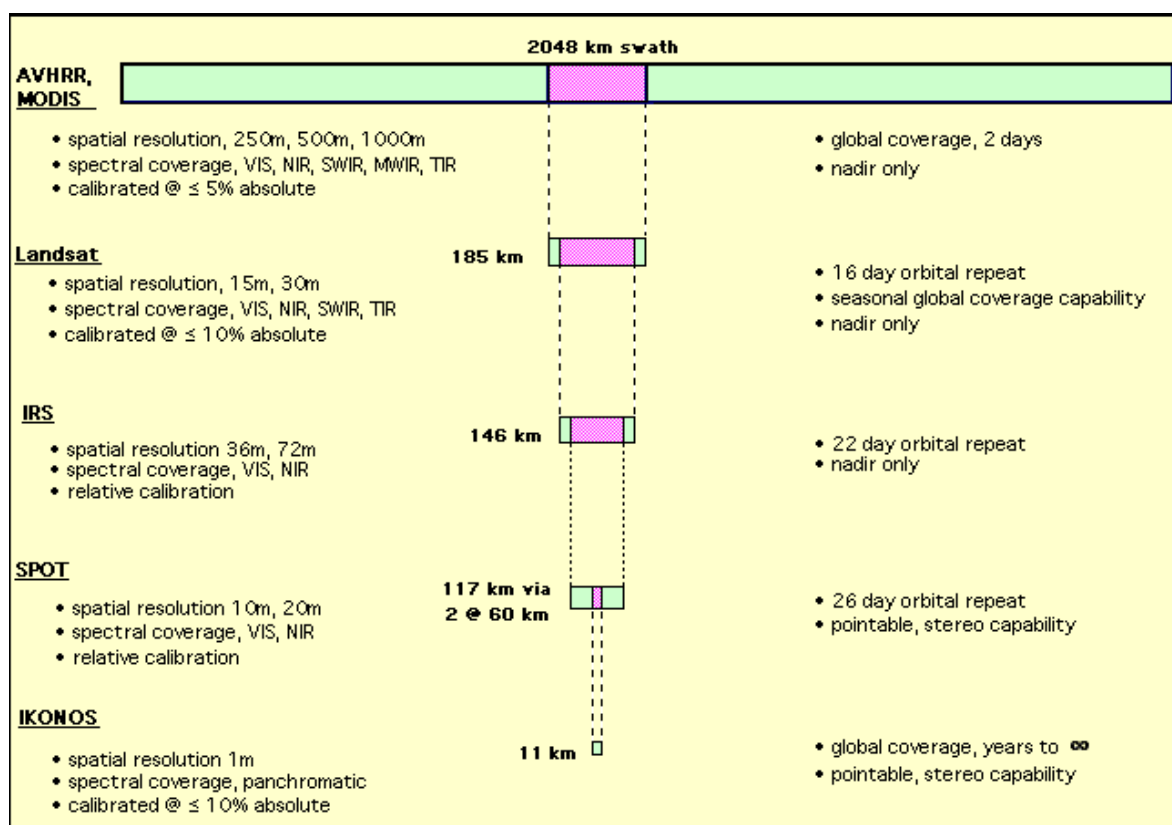 2048 km swath
AVHRR,
MODIS
• spatial resolution, 250m, 500m, 1000m
• spectral coverage, VIS, NIR, SWIR, MWIR, TIR
• calibrated @ ≤ 5% absolute
• global coverage, 2 days
• nadir only
Landsat
185 km
• spatial resolution, 15m, 30m
• spectral coverage, VIS, NIR, SWIR, TIR
• calibrated @ ≤ 10% absolute
• 16 day orbital repeat
• seasonal global coverage capability
• nadir only
IRS
146 km
• spatial resolution 36m, 72m
• spectral coverage, VIS, NIR
• relative calibration
• 22 day orbital repeat
• nadir only
SPOT
117 km via
2 @ 60 km
• spatial resolution 10m, 20m
• spectral coverage, VIS, NIR
• relative calibration
• 26 day orbital repeat
• pointable, stereo capability
IKONOS
11 km
• spatial resolution 1m
• spectral coverage, panchromatic
• calibrated @ ≤ 10% absolute
• global coverage, years to ∞
• pointable, stereo capability